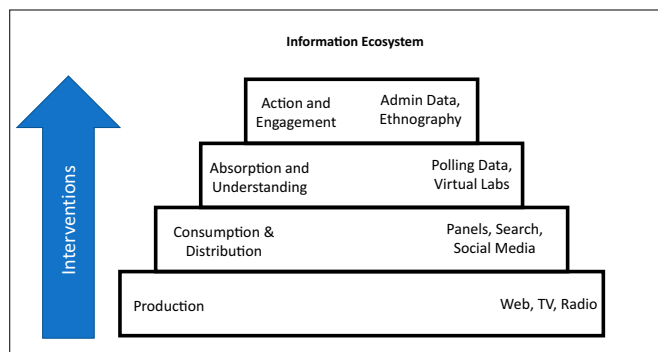 Information Ecosystem
Interventions
Action and
Engagement
Admin Data,
Ethnography
Absorption and
Understanding
Polling Data,
Virtual Labs
Consumption &
Distribution
Panels, Search,
Social Media
Production
Web, TV, Radio